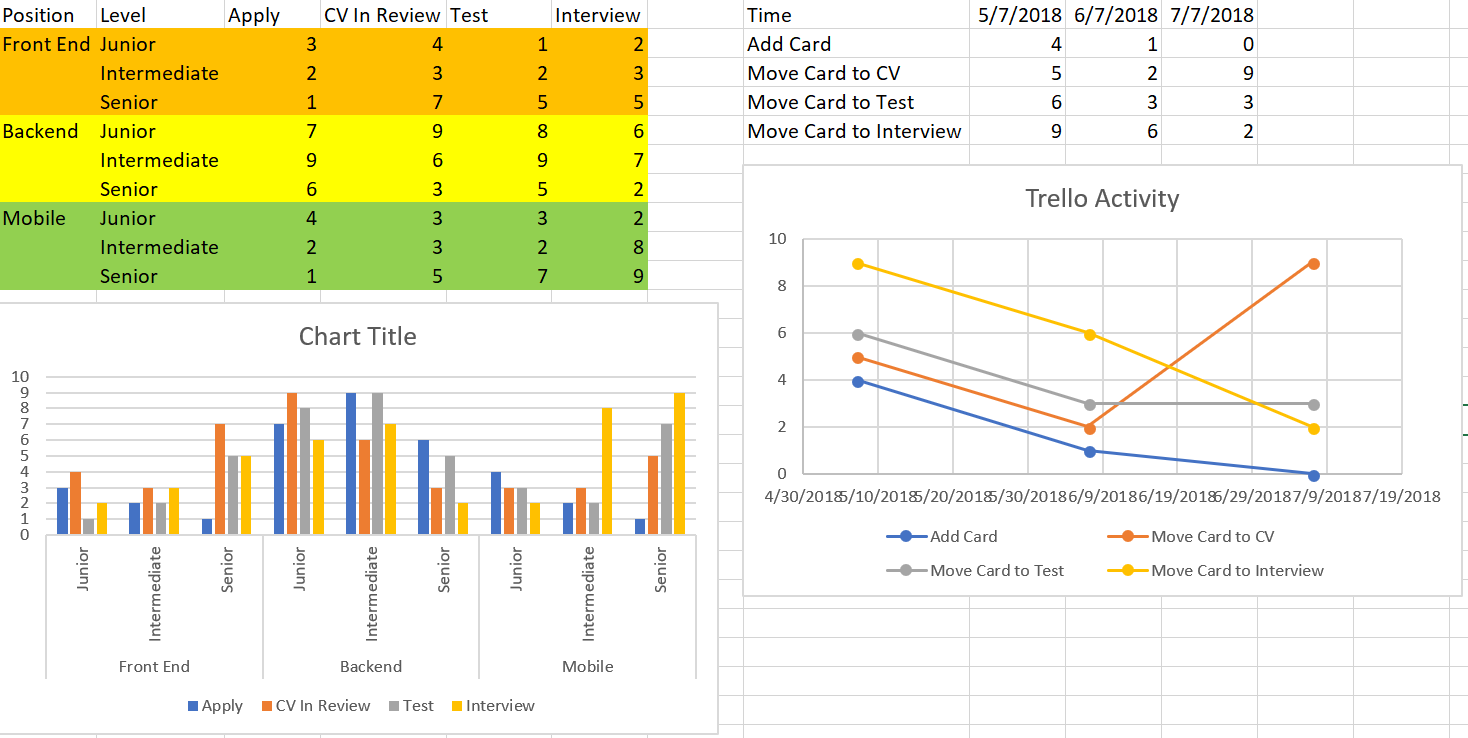 Position Level Apply CV In Review Test Interview
Front End Junior 3 4 1 2
Intermediate 2 3 2 3
Senior 1 7 5 5
Backend Junior 7 9 8 6
Intermediate 9 6 9 7
Senior 6 3 5 2
Mobile Junior 4 3 3 2
Intermediate 2 3 2 8
Senior 1 5 7 9
Time 5/7/2018 6/7/2018 7/7/2018
Add Card 4 1 0
Move Card to CV 5 2 9
Move Card to Test 6 3 3
Move Card to Interview 9 6 2
Chart Title
10
9
8
7
6
5
4
3
2
1
0
Junior Intermediate Senior Junior Intermediate Senior Junior Intermediate Senior
Front End Backend Mobile
Apply CV In Review Test Interview
Trello Activity
10
8
6
4
2
0
4/30/2018 5/10/2018 5/20/2018 5/30/2018 6/9/2018 6/19/2018 6/29/2018 7/9/2018 7/19/2018
Add Card Move Card to CV
Move Card to Test Move Card to Interview